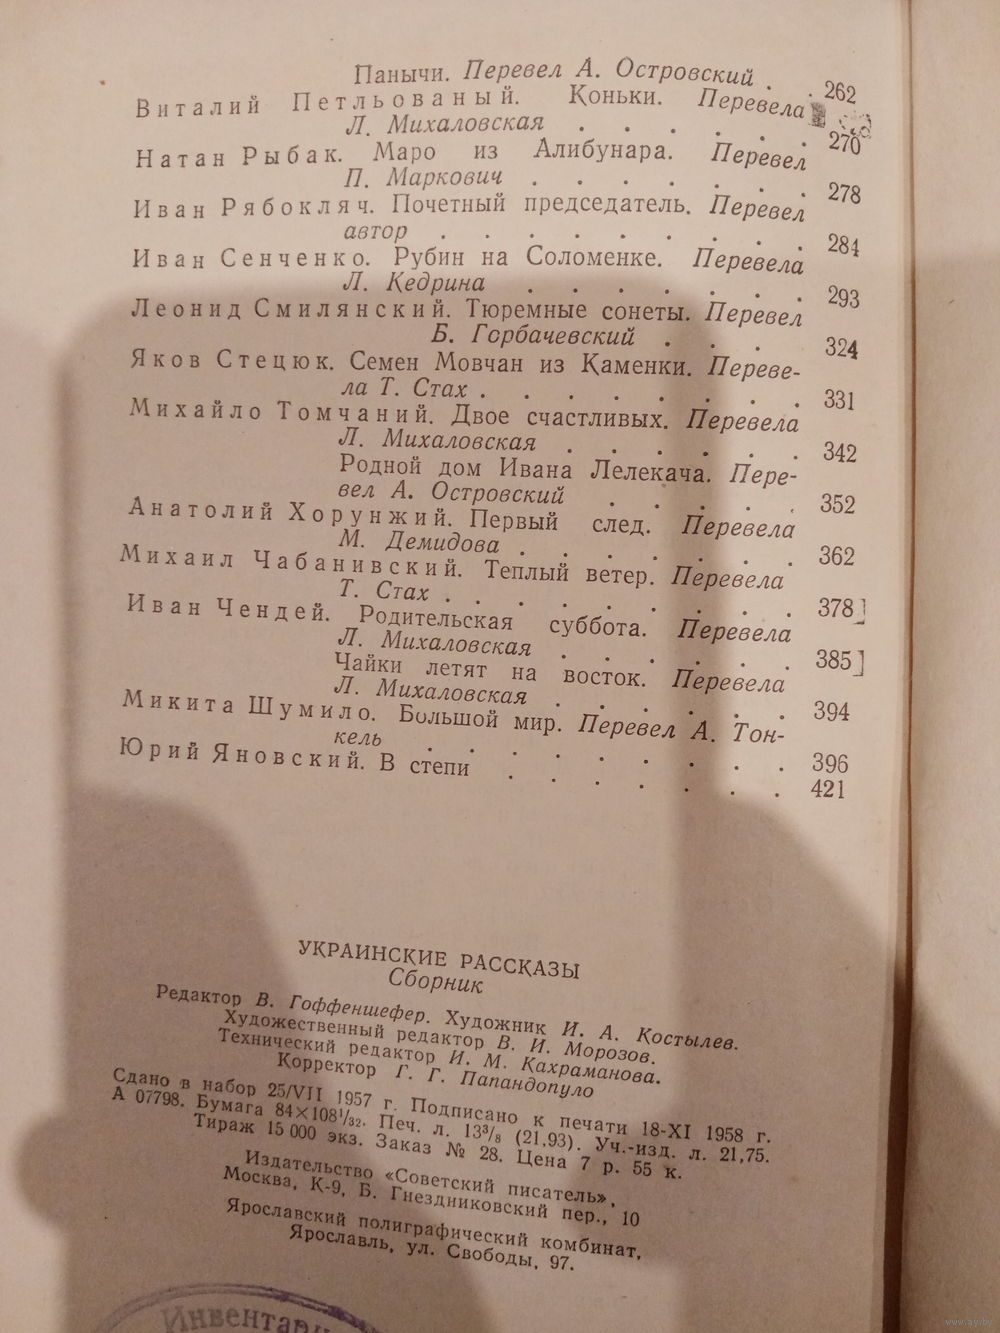 Панычи. Перевел А. Островский . . 262
Виталий Петльованый. Коньки. Перевела
Л. Михаловская . . . . . . 270
Натан Рыбак. Маро из Алибунара. Перевел
П. Маркович . . . . . . . 278
Иван Рябокляч. Почетный председатель. Перевел
автор . . . . . . . . . 284
Иван Сенченко. Рубин на Соломенке. Перевела
Л. Кедрина . . . . . . . 293
Леонид Смилянский. Тюремные сонеты. Перевел
Б. Горбачевский . . . . 324
Яков Стецюк. Семен Мовчан из Каменки. Переве-
ла Т. Стах . . . . . . . . 331
Михайло Томчаний. Двое счастливых. Перевела
Л. Михаловская . . . . . . 342
Родной дом Ивана Лелекача. Пере-
вел А. Островский . . . . . 352
Анатолий Хорунжий. Первый след. Перевела
М. Демидова . . . . . . . 362
Михаил Чабанивский. Теплый ветер. Перевела
Т. Стах . . . . . . . . . 378
Иван Чендей. Родительская суббота. Перевела
Л. Михаловская . . . . . . 385
Чайки летят на восток. Перевела
Л. Михаловская . . . . . . 394
Микита Шумило. Большой мир. Перевел А. Тон-
кель . . . . . . . . . 396
Юрий Яновский. В степи . . . . . . . 421
УКРАИНСКИЕ РАССКАЗЫ
Сборник
Редактор В. Гоффеншефер. Художник И. А. Костылев.
Художественный редактор В. И. Морозов.
Технический редактор И. М. Кахраманова.
Корректор Г. Г. Папандопуло
Сдано в набор 25/VII 1957 г. Подписано к печати 18-XI 1958 г.
А 07798. Бумага 84×108¹/₃₂. Печ. л. 13³/₈ (21,93). Уч.-изд. л. 21,75.
Тираж 15 000 экз. Заказ № 28. Цена 7 р. 55 к.
Издательство «Советский писатель»,
Москва, К-9, Б. Гнездниковский пер., 10
Ярославский полиграфический комбинат,
Ярославль, ул. Свободы, 97.
www.ay.by